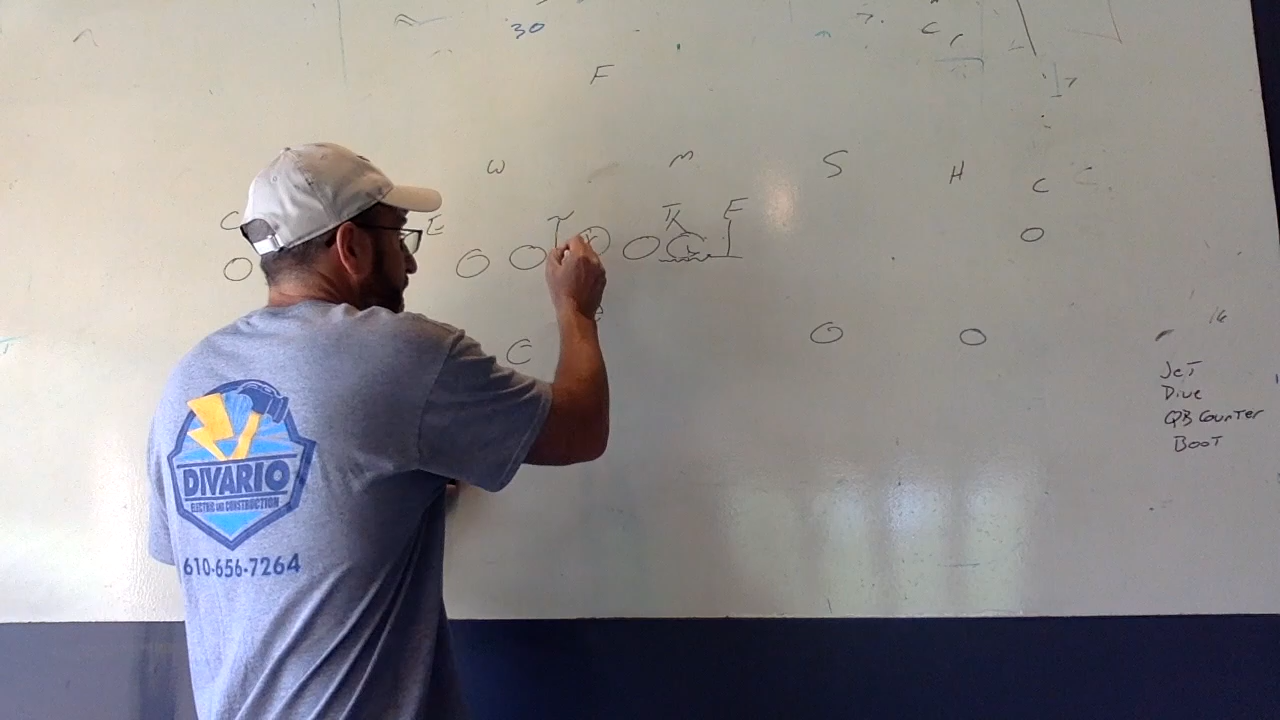 30
F
W M S H C
C E T T E
Jet
Dive
QB Counter
Boot
DIVARIO
ELECTRIC AND CONSTRUCTION
610-656-7264